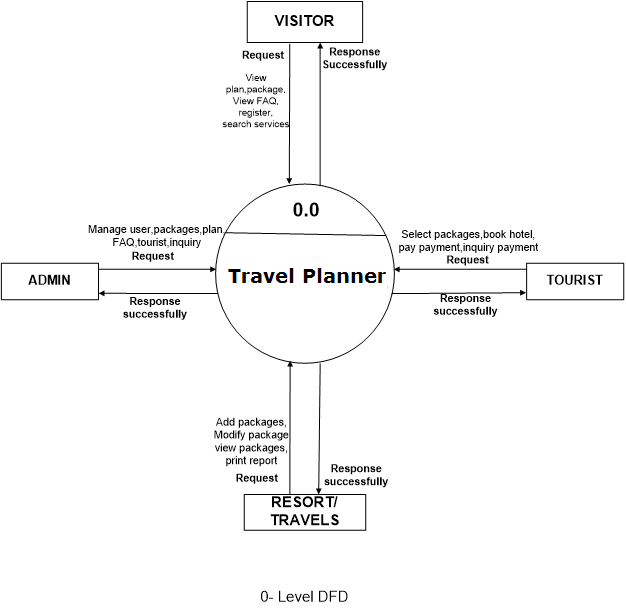 VISITOR
Request
Response
Successfully
View
plan,package,
View FAQ,
register,
search services
0.0
Travel Planner
Manage user,packages,plan,
FAQ,tourist,inquiry
Request
ADMIN
Response
successfully
Select packages,book hotel,
pay payment,inquiry payment
Request
TOURIST
Response
successfully
Add packages,
Modify package
view packages,
print report
Request
Response
successfully
RESORT/
TRAVELS
0- Level DFD